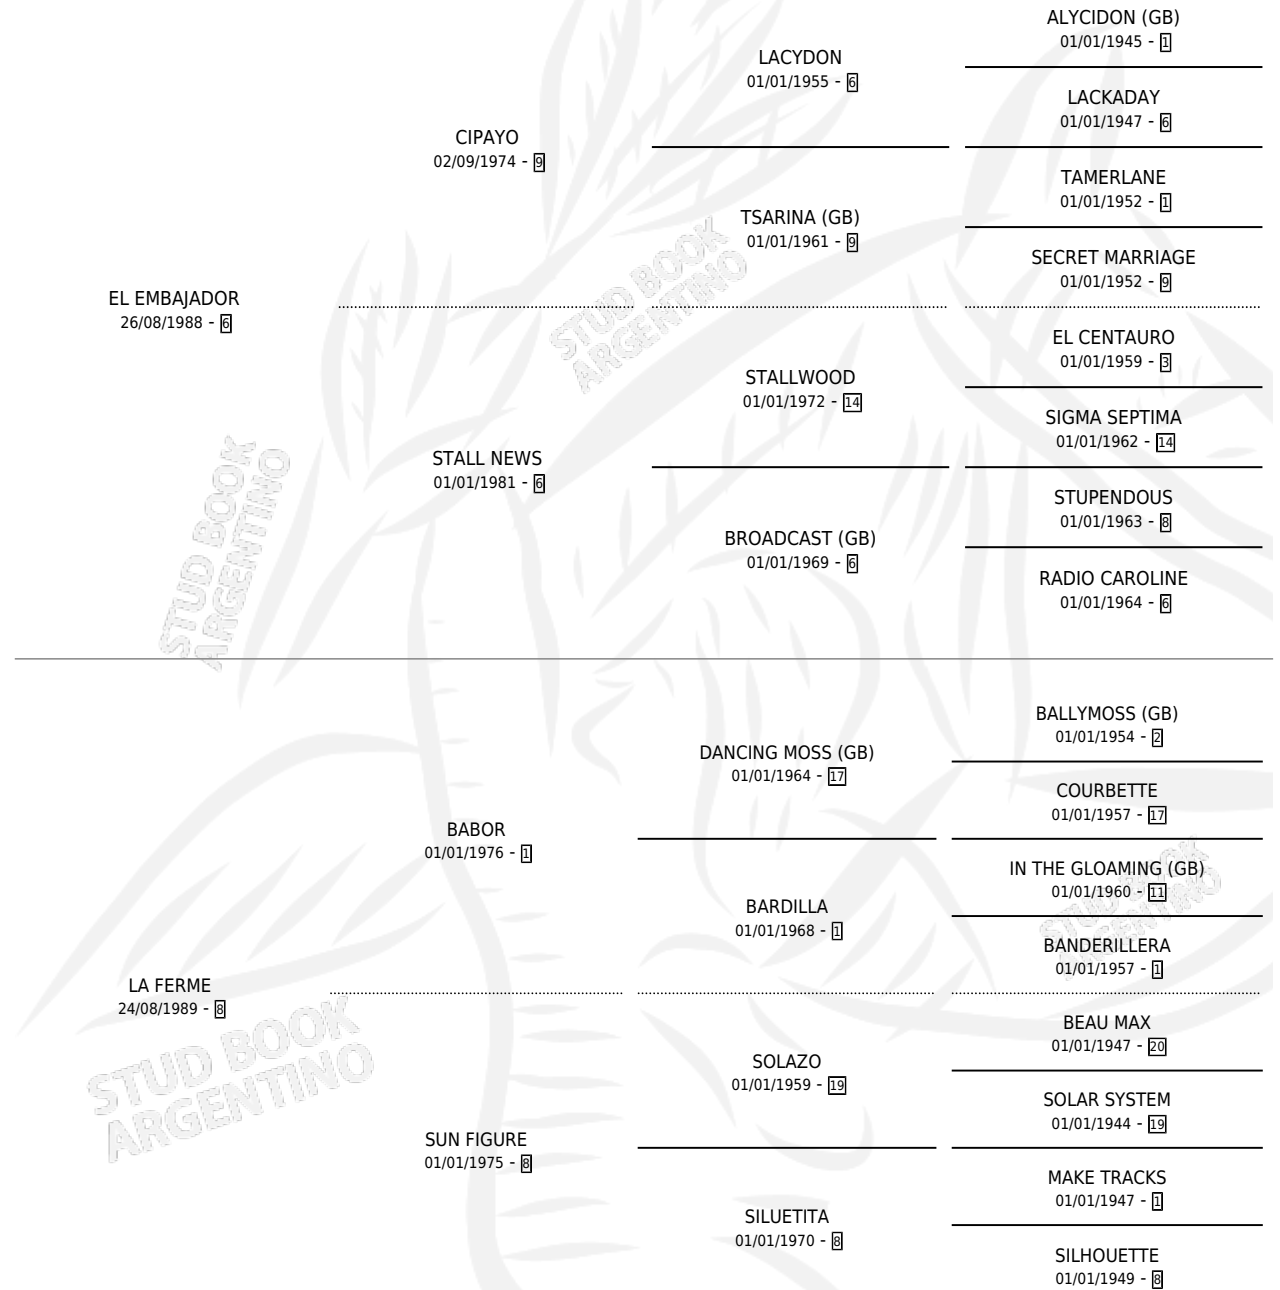 ALYCIDON (GB)
01/01/1945 - 1
LACYDON
01/01/1955 - 6
LACKADAY
01/01/1947 - 6
CIPAYO
02/09/1974 - 9
TAMERLANE
01/01/1952 - 1
TSARINA (GB)
01/01/1961 - 9
SECRET MARRIAGE
01/01/1952 - 9
EL EMBAJADOR
26/08/1988 - 6
EL CENTAURO
01/01/1959 - 3
STALLWOOD
01/01/1972 - 14
SIGMA SEPTIMA
01/01/1962 - 14
STALL NEWS
01/01/1981 - 6
STUPENDOUS
01/01/1963 - 8
BROADCAST (GB)
01/01/1969 - 6
RADIO CAROLINE
01/01/1964 - 6
STUD BOOK
ARGENTINO
STUD BOOK
ARGENTINO
BALLYMOSS (GB)
01/01/1954 - 2
DANCING MOSS (GB)
01/01/1964 - 17
COURBETTE
01/01/1957 - 17
BABOR
01/01/1976 - 1
IN THE GLOAMING (GB)
01/01/1960 - 11
BARDILLA
01/01/1968 - 1
BANDERILLERA
01/01/1957 - 1
LA FERME
24/08/1989 - 8
BEAU MAX
01/01/1947 - 20
SOLAZO
01/01/1959 - 19
SOLAR SYSTEM
01/01/1944 - 19
SUN FIGURE
01/01/1975 - 8
MAKE TRACKS
01/01/1947 - 1
SILUETITA
01/01/1970 - 8
SILHOUETTE
01/01/1949 - 8
STUD BOOK
ARGENTINO
STUD BOOK
ARGENTINO